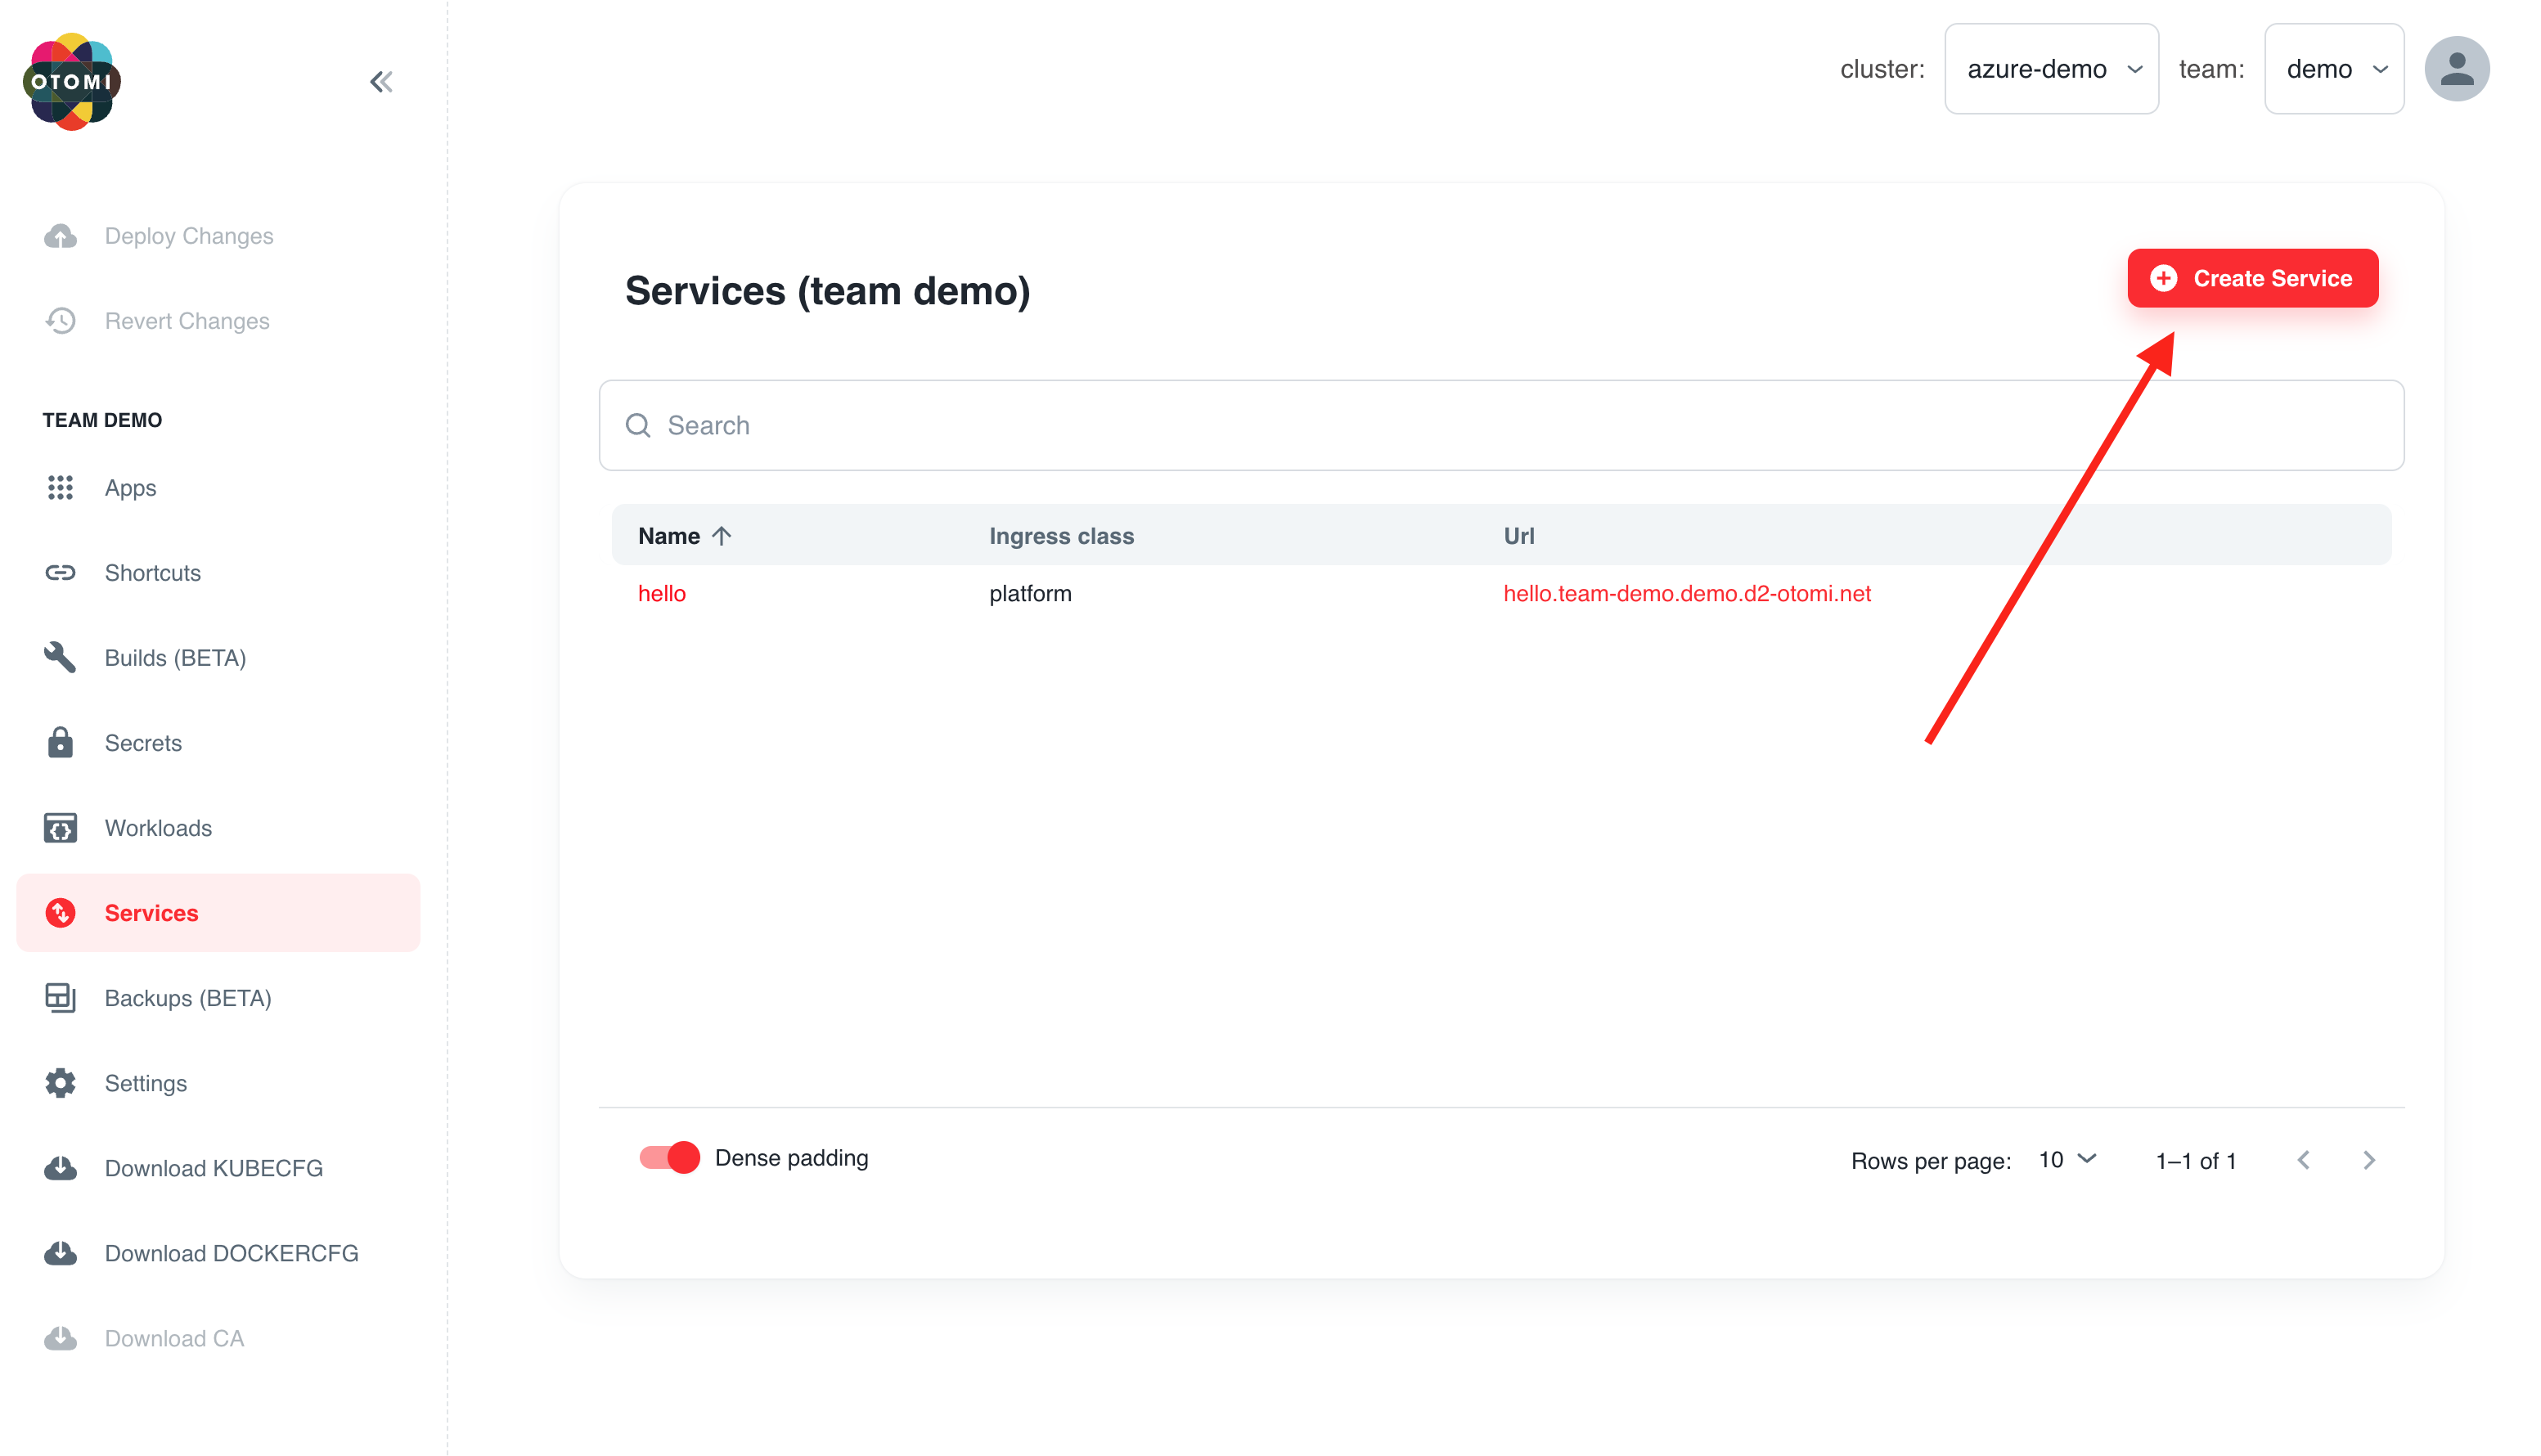 OTOMI
cluster: azure-demo team: demo
Deploy Changes
Revert Changes
TEAM DEMO
Apps
Shortcuts
Builds (BETA)
Secrets
Workloads
Services
Backups (BETA)
Settings
Download KUBECFG
Download DOCKERCFG
Download CA
Services (team demo)
Create Service
Search
Name Ingress class Url
hello platform hello.team-demo.demo.d2-otomi.net
Dense padding
Rows per page: 10 1–1 of 1